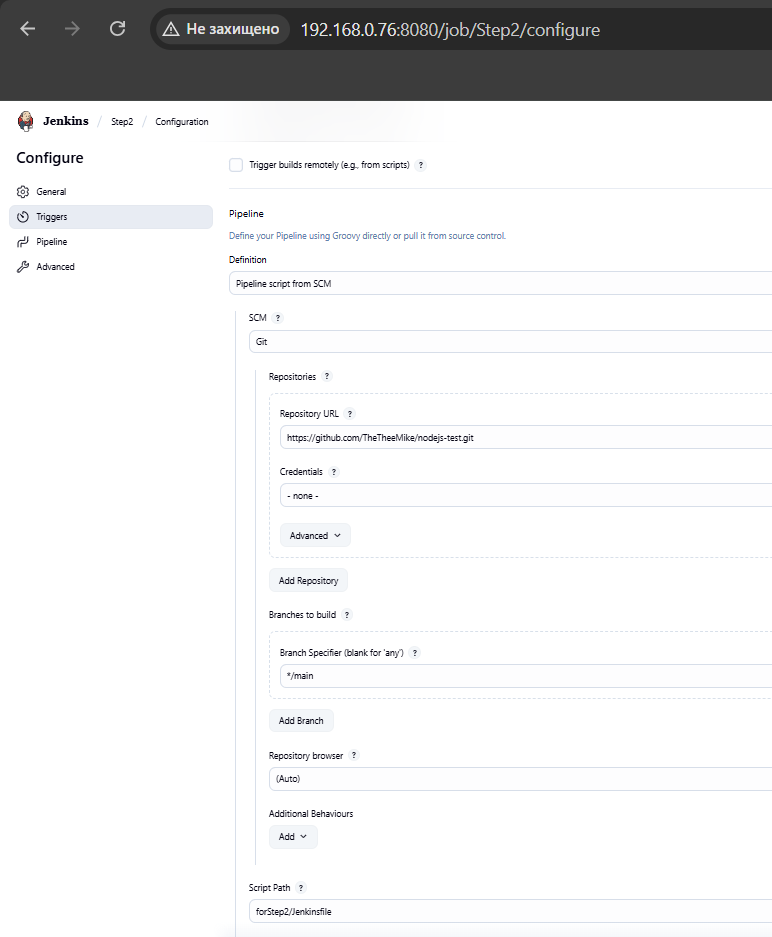 Не захищено 192.168.0.76:8080/job/Step2/configure
Jenkins / Step2 / Configuration
Configure
General
Triggers
Pipeline
Advanced
Trigger builds remotely (e.g., from scripts) ?
Pipeline
Define your Pipeline using Groovy directly or pull it from source control.
Definition
Pipeline script from SCM
SCM ?
Git
Repositories ?
Repository URL ?
https://github.com/TheTheeMike/nodejs-test.git
Credentials ?
- none -
Advanced
Add Repository
Branches to build ?
Branch Specifier (blank for 'any') ?
*/main
Add Branch
Repository browser ?
(Auto)
Additional Behaviours
Add
Script Path ?
forStep2/Jenkinsfile